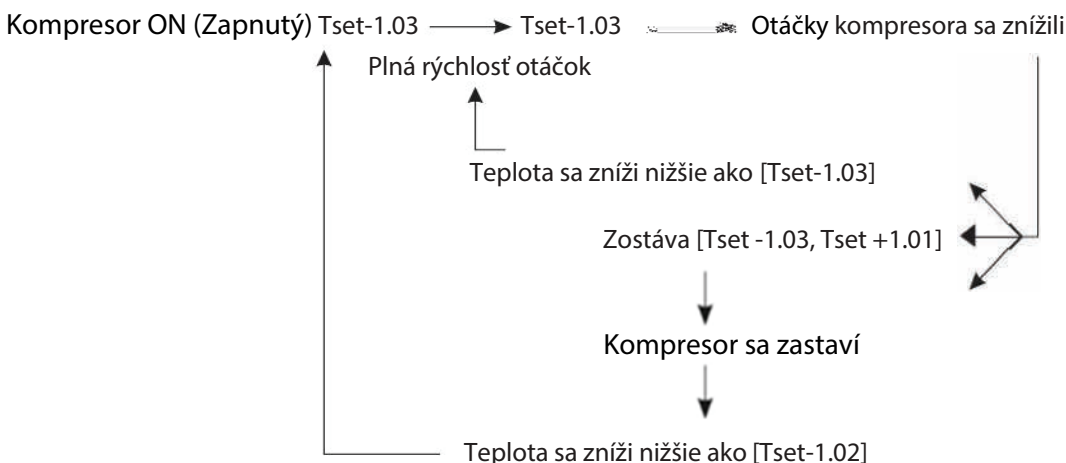 Kompresor ON (Zapnutý) Tset-1.03 Tset-1.03 Otáčky kompresora sa znížili
Plná rýchlosť otáčok
Teplota sa zníži nižšie ako [Tset-1.03]
Zostáva [Tset -1.03, Tset +1.01]
Kompresor sa zastaví
Teplota sa zníži nižšie ako [Tset-1.02]